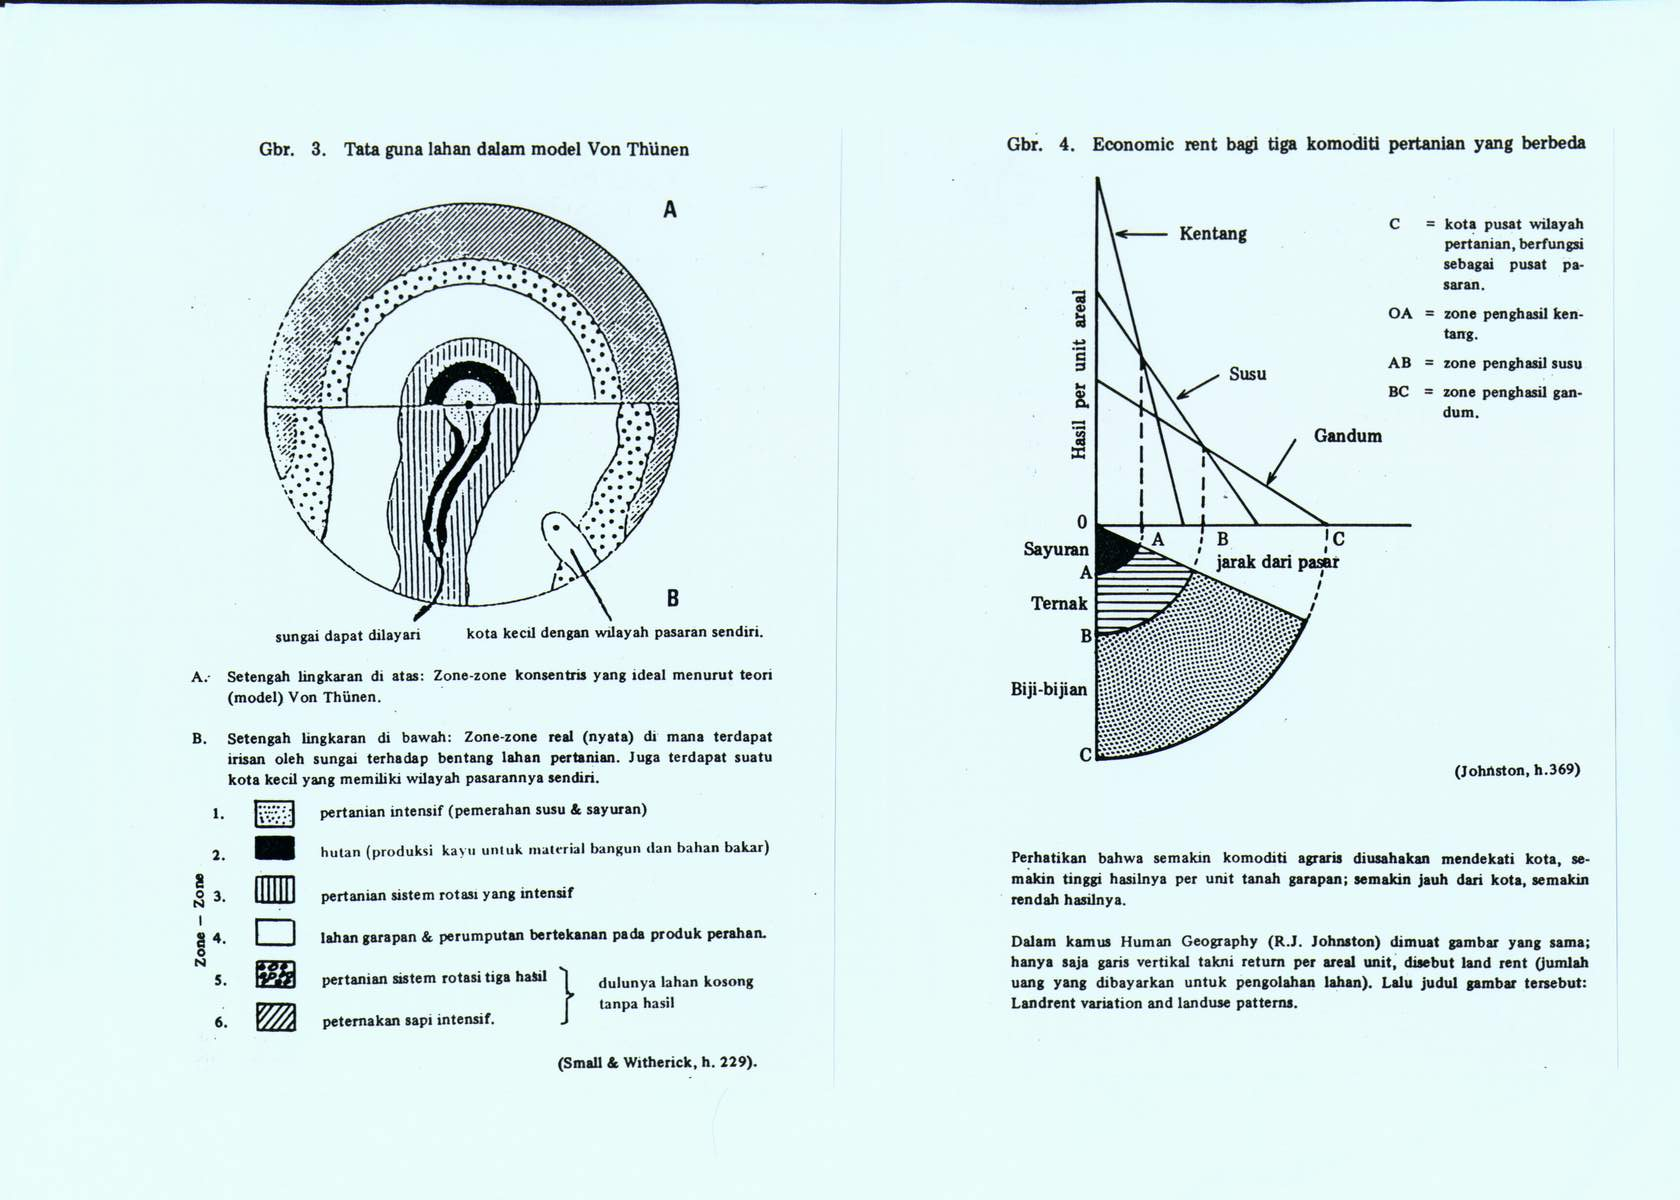 Gbr. 3. Tata guna lahan dalam model Von Thünen
A
B
sungai dapat dilayari
kota kecil dengan wilayah pasaran sendiri.
A. Setengah lingkaran di atas: Zone-zone konsentris yang ideal menurut teori
(model) Von Thünen.
B. Setengah lingkaran di bawah: Zone-zone real (nyata) di mana terdapat
irisan oleh sungai terhadap bentang lahan pertanian. Juga terdapat suatu
kota kecil yang memiliki wilayah pasarannya sendiri.
Zone – Zone
1. pertanian intensif (pemerahan susu & sayuran)
2. hutan (produksi kayu untuk material bangun dan bahan bakar)
3. pertanian sistem rotasi yang intensif
4. lahan garapan & perumputan bertekanan pada produk perahan.
5. pertanian sistem rotasi tiga hasil
6. peternakan sapi intensif.
dulunya lahan kosong
tanpa hasil
(Small & Witherick, h. 229).
Gbr. 4. Economic rent bagi tiga komoditi pertanian yang berbeda
Kentang
Susu
Gandum
Hasil per unit areal
C = kota pusat wilayah
pertanian, berfungsi
sebagai pusat pa-
saran.
OA = zone penghasil ken-
tang.
AB = zone penghasil susu
BC = zone penghasil gan-
dum.
0
A
B
C
jarak dari pasar
Sayuran
A
Ternak
B
Biji-bijian
C
(Johnston, h.369)
Perhatikan bahwa semakin komoditi agraris diusahakan mendekati kota, se-
makin tinggi hasilnya per unit tanah garapan; semakin jauh dari kota, semakin
rendah hasilnya.
Dalam kamus Human Geography (R.J. Johnston) dimuat gambar yang sama;
hanya saja garis vertikal takni return per areal unit, disebut land rent (jumlah
uang yang dibayarkan untuk pengolahan lahan). Lalu judul gambar tersebut:
Landrent variation and landuse patterns.